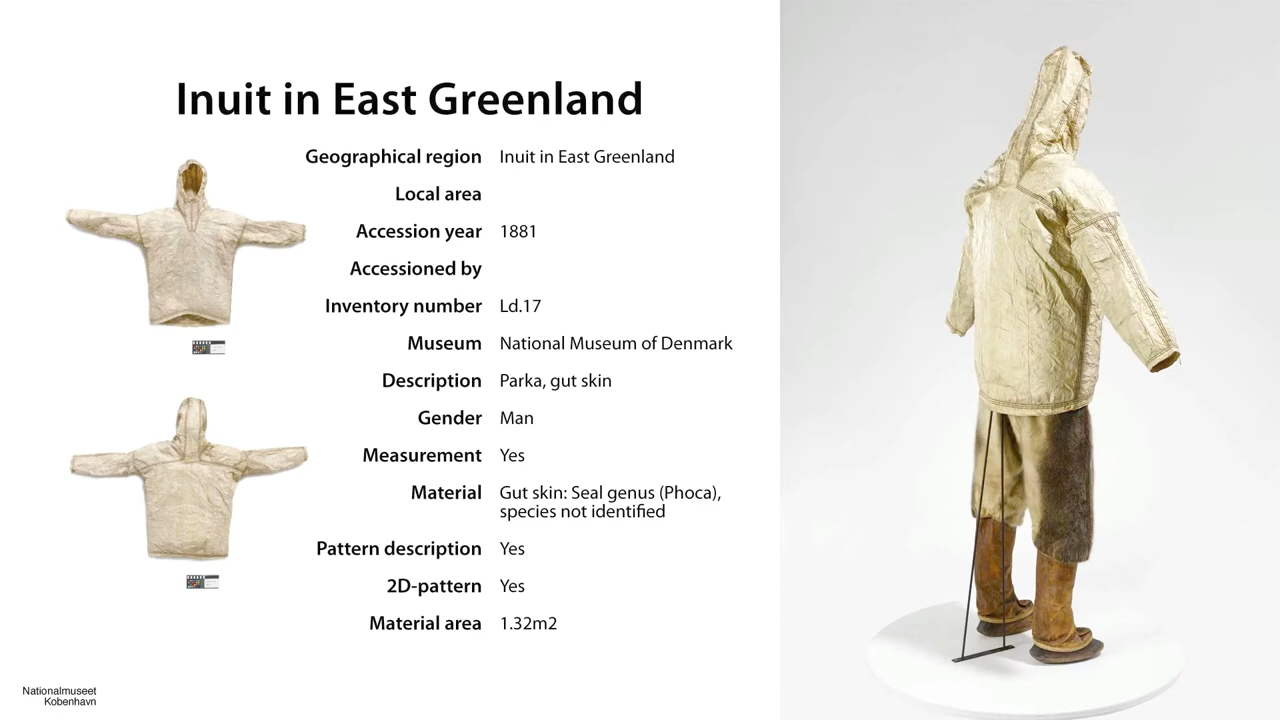 Inuit in East Greenland
Geographical region Inuit in East Greenland
Local area
Accession year 1881
Accessioned by
Inventory number Ld.17
Museum National Museum of Denmark
Description Parka, gut skin
Gender Man
Measurement Yes
Material Gut skin: Seal genus (Phoca),
species not identified
Pattern description Yes
2D-pattern Yes
Material area 1.32m2
Nationalmuseet
Kobenhavn